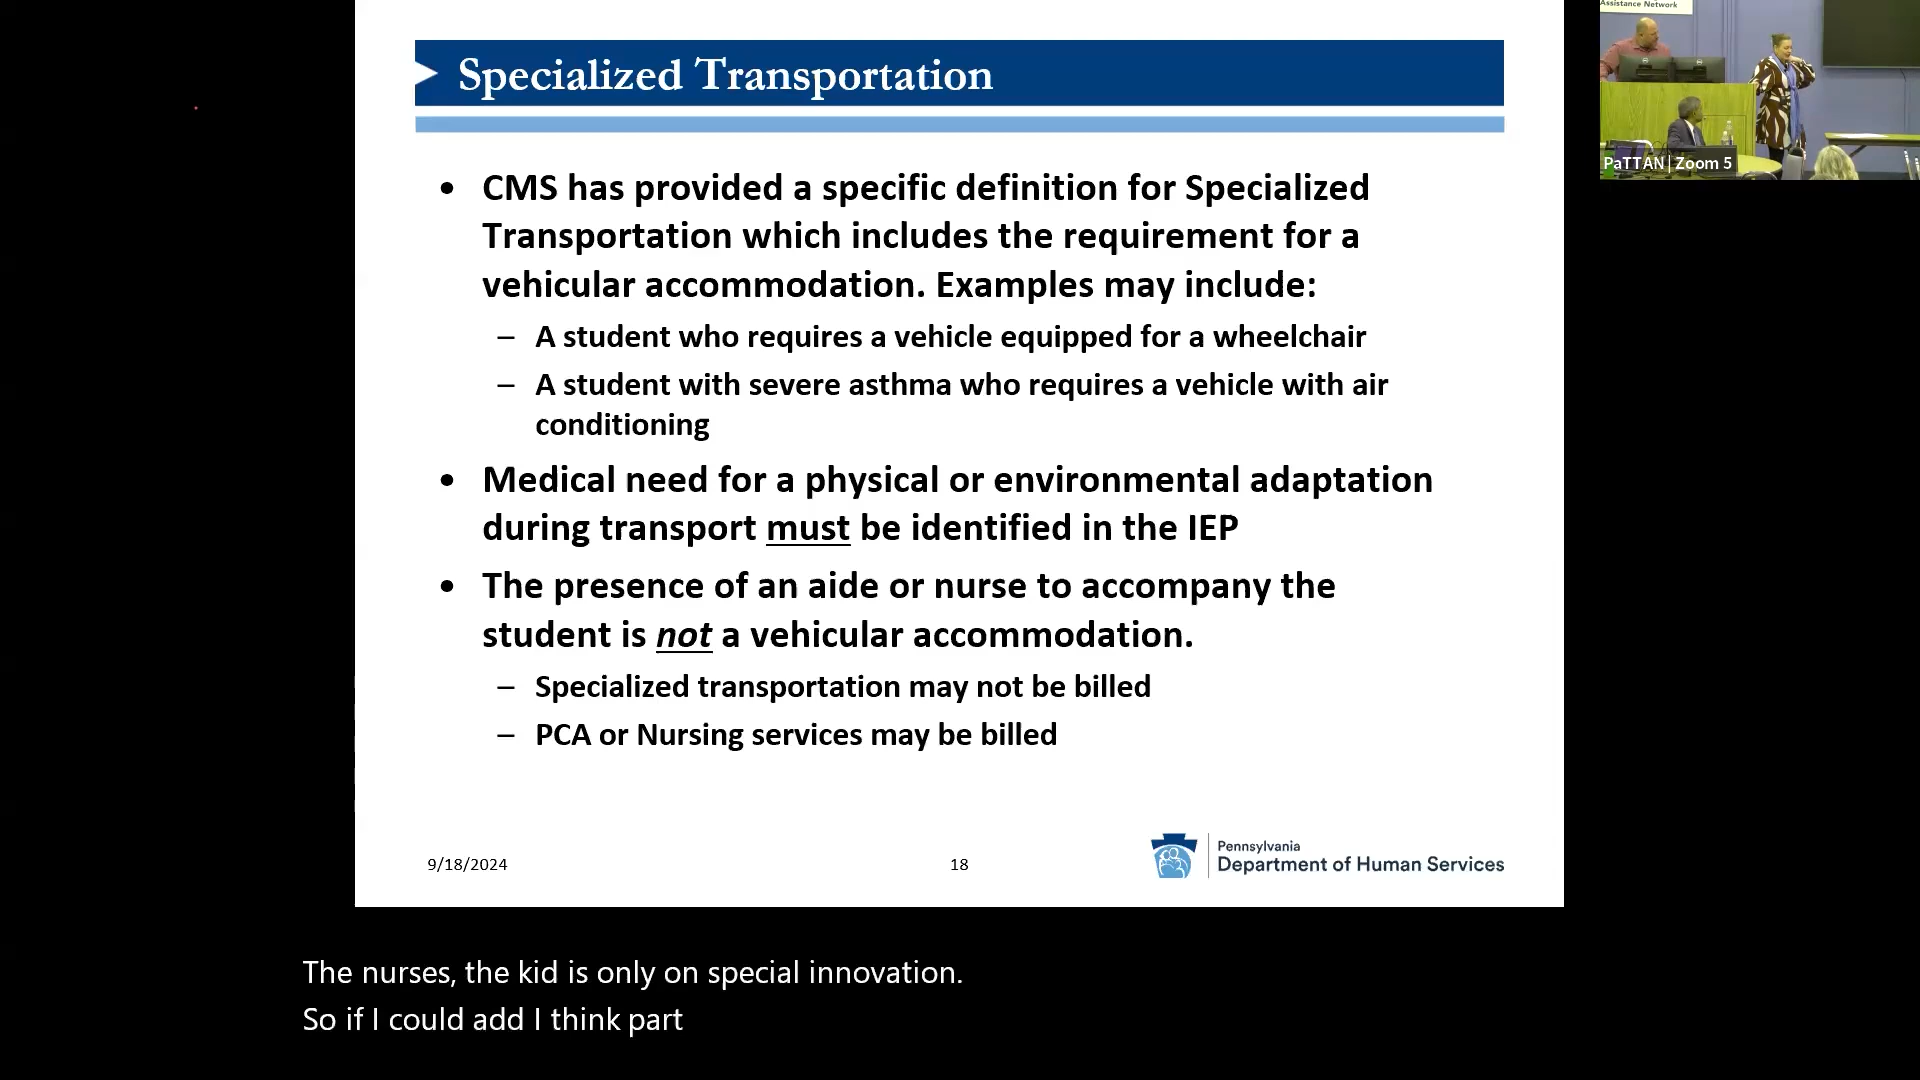 Assistance Network
Specialized Transportation
PaTTAN | Zoom 5
• CMS has provided a specific definition for Specialized
Transportation which includes the requirement for a
vehicular accommodation. Examples may include:
– A student who requires a vehicle equipped for a wheelchair
– A student with severe asthma who requires a vehicle with air
conditioning
• Medical need for a physical or environmental adaptation
during transport must be identified in the IEP
• The presence of an aide or nurse to accompany the
student is not a vehicular accommodation.
– Specialized transportation may not be billed
– PCA or Nursing services may be billed
9/18/2024
18
Pennsylvania
Department of Human Services
The nurses, the kid is only on special innovation.
So if I could add I think part